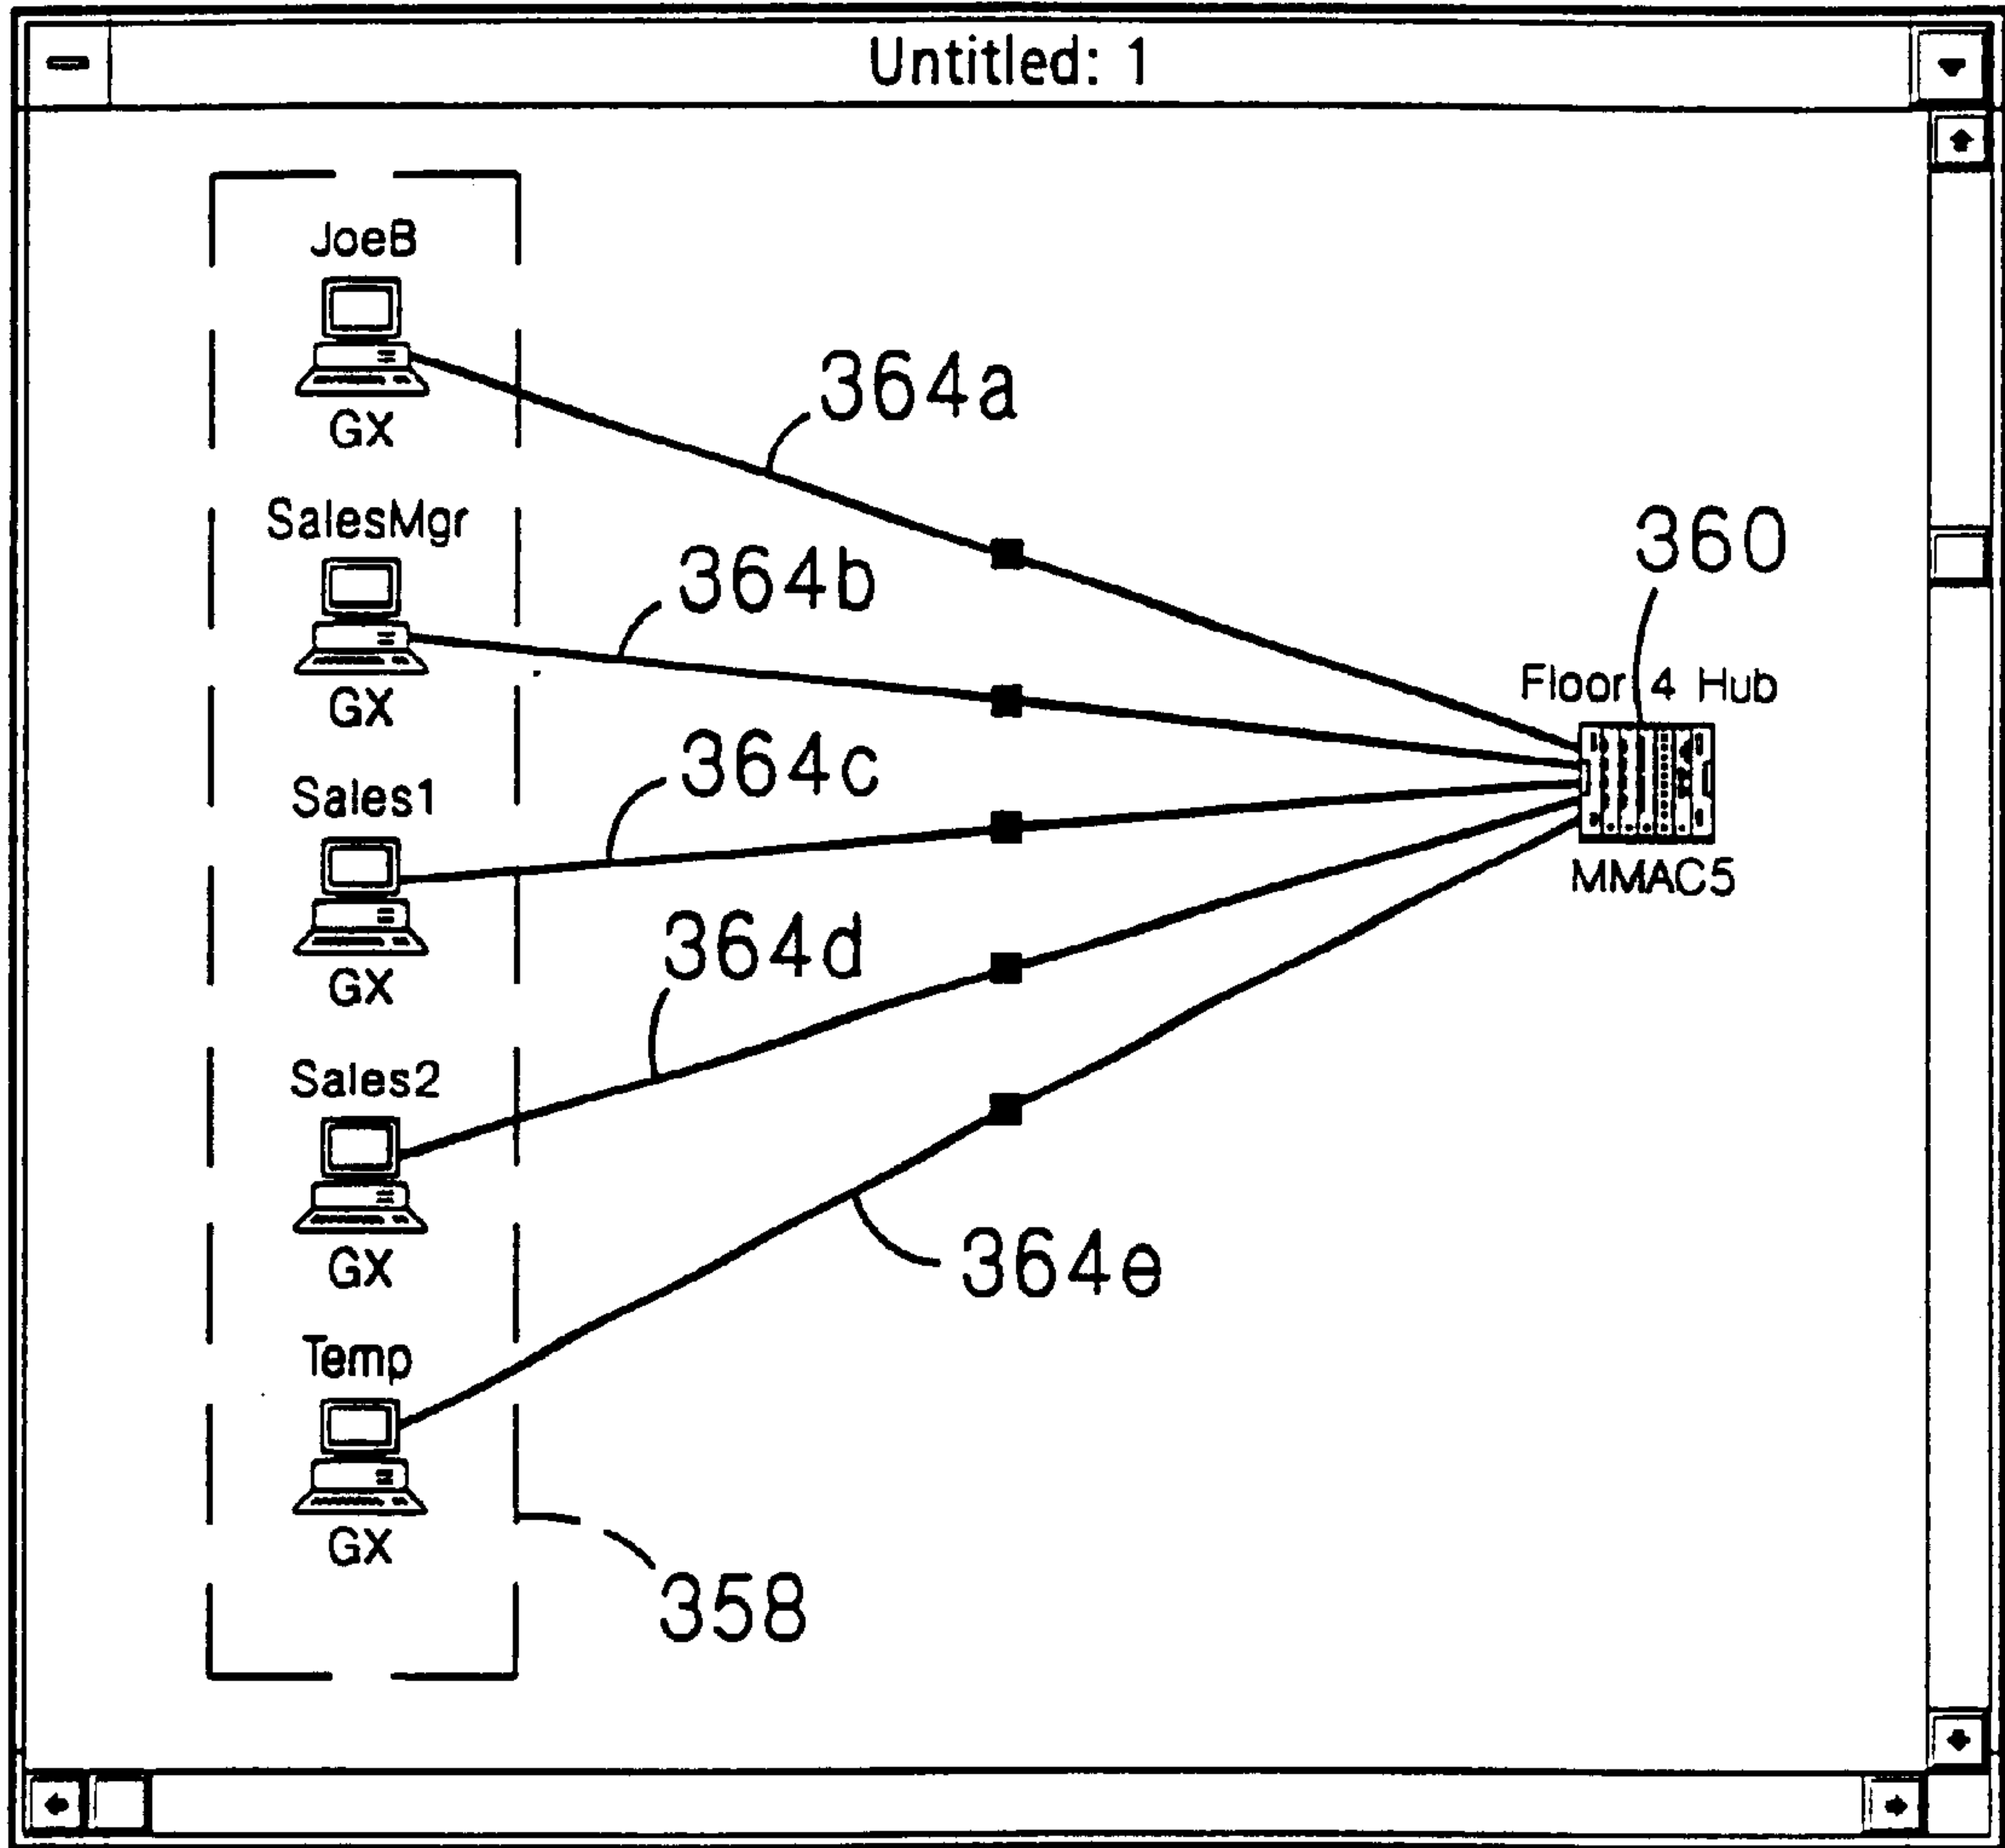 Untitled: 1
JoeB
GX
364a
SalesMgr
GX
364b
360
Floor 4 Hub
MMAC5
Sales1
GX
364c
Sales2
GX
364d
Temp
GX
364e
358